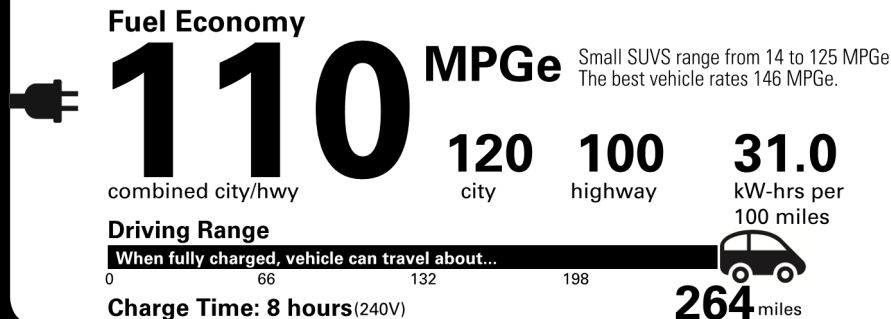 Fuel Economy
110 MPGe
Small SUVS range from 14 to 125 MPGe
The best vehicle rates 146 MPGe.
combined city/hwy
120
city
100
highway
31.0
kW-hrs per
100 miles
Driving Range
When fully charged, vehicle can travel about...
0 66 132 198
264 miles
Charge Time: 8 hours (240V)